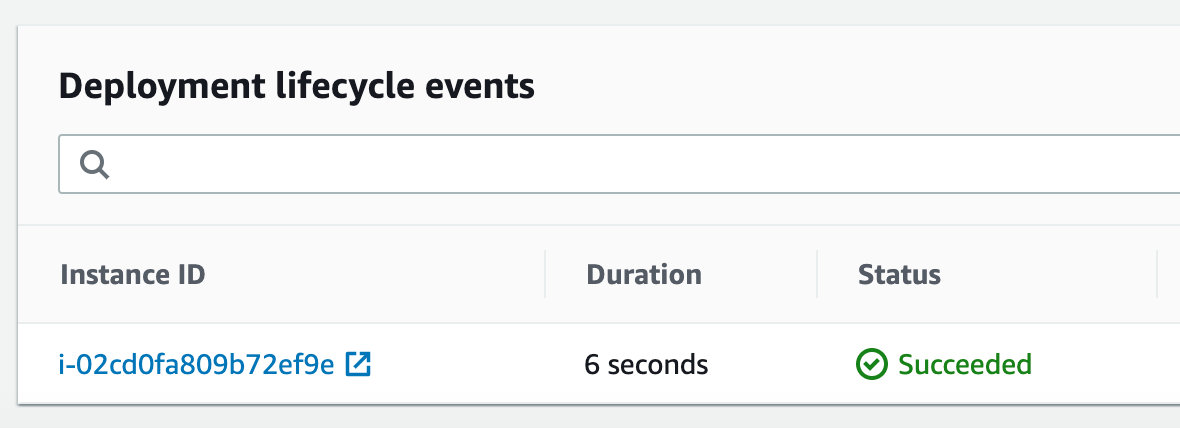 Deployment lifecycle events
Instance ID Duration Status
i-02cd0fa809b72ef9e 6 seconds Succeeded